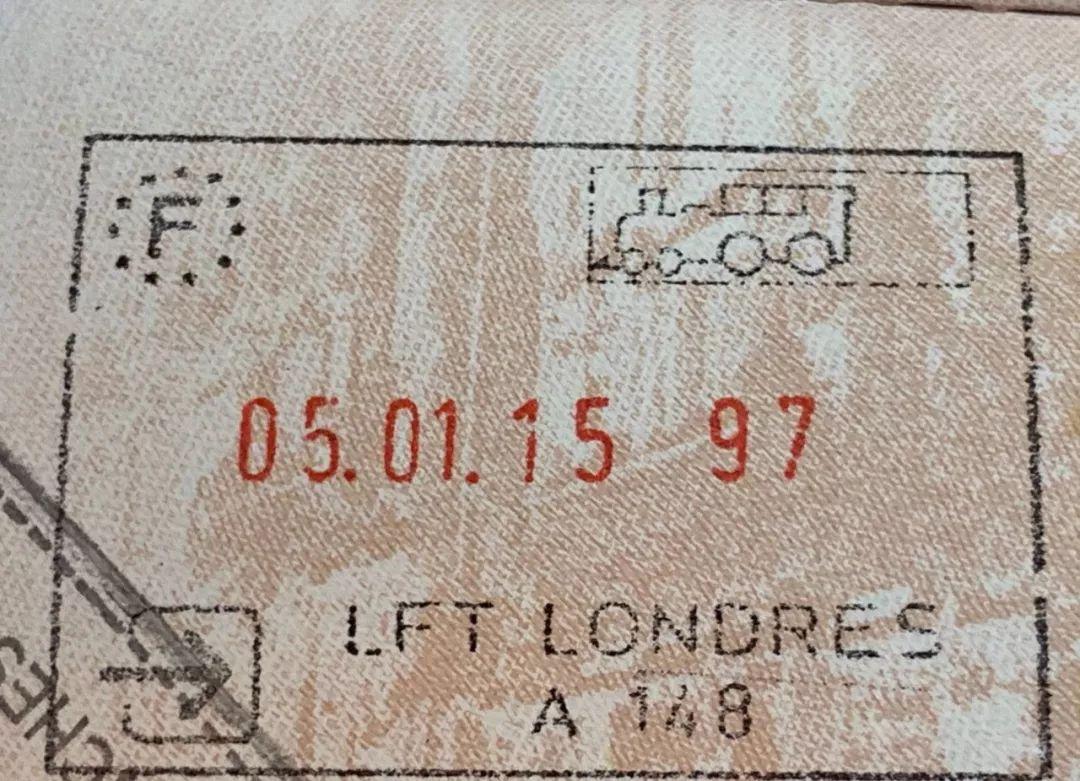 F
05.01.15 97
LFT LONDRES
A 148